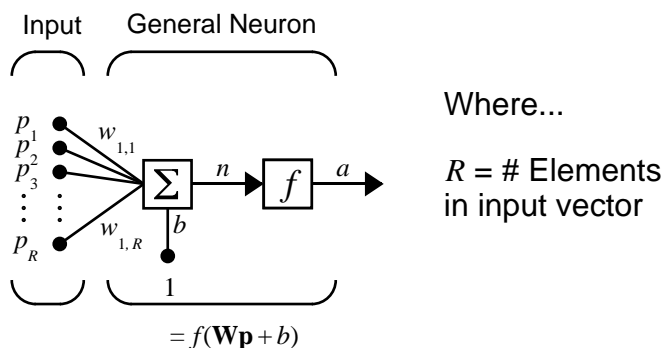 Input
General Neuron
p1
p2
p3
pR
w1,1
w1, R
Σ
n
f
a
b
1
= f(Wp + b)
Where...
R = # Elements
in input vector